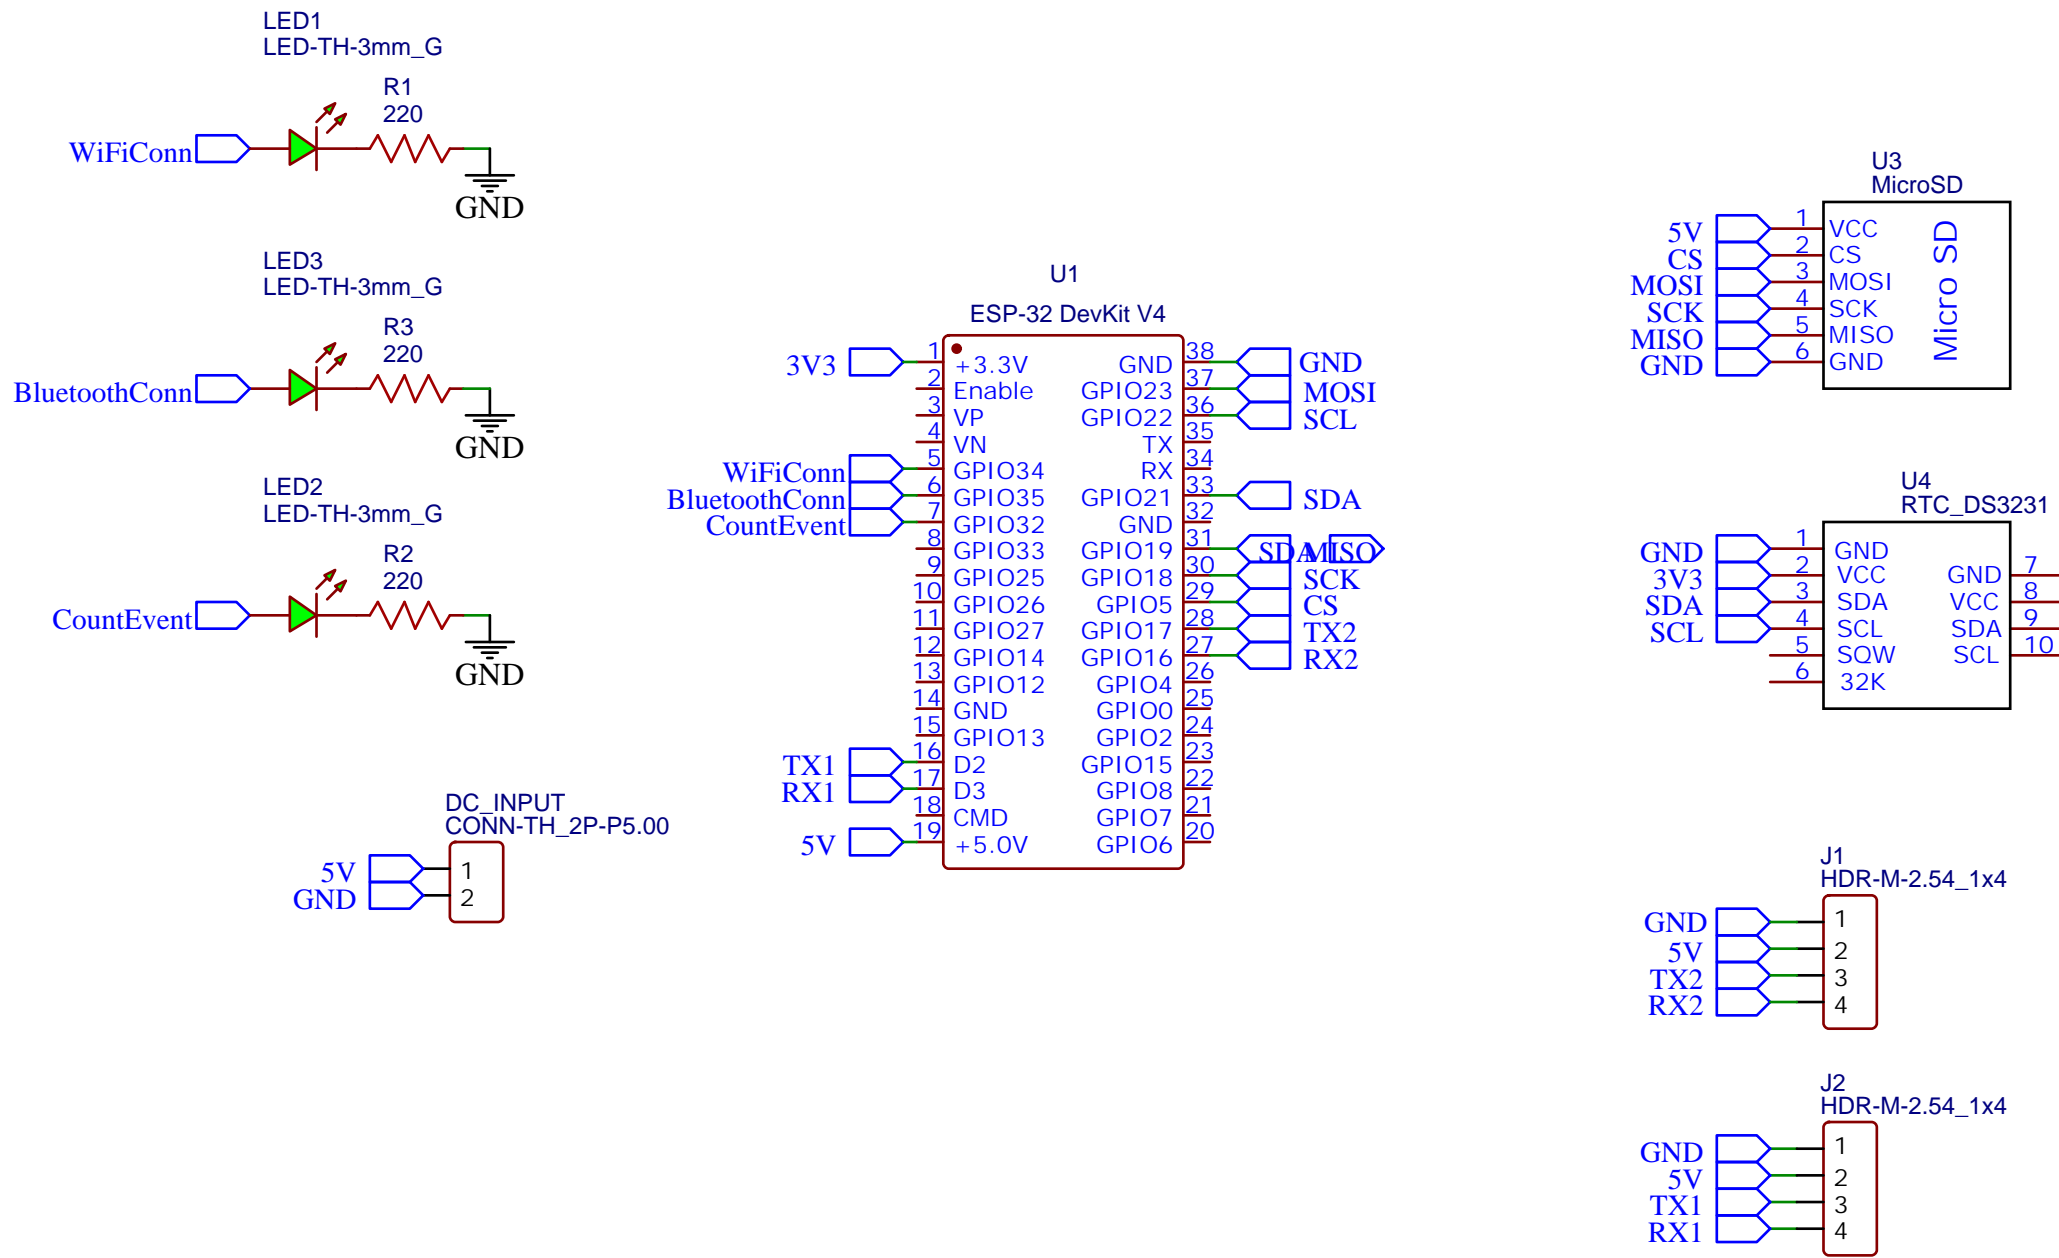 LED1
LED-TH-3mm_G
R1
220
WiFiConn
GND
LED3
LED-TH-3mm_G
R3
220
BluetoothConn
GND
LED2
LED-TH-3mm_G
R2
220
CountEvent
GND
DC_INPUT
CONN-TH_2P-P5.00
5V 1
GND 2
U1
ESP-32 DevKit V4
3V3 1 +3.3V GND 38 GND
2 Enable GPIO23 37 MOSI
3 VP GPIO22 36 SCL
4 VN TX 35
WiFiConn 5 GPIO34 RX 34
BluetoothConn 6 GPIO35 GPIO21 33 SDA
CountEvent 7 GPIO32 GND 32
8 GPIO33 GPIO19 31 SDA MISO
9 GPIO25 GPIO18 30 SCK
10 GPIO26 GPIO5 29 CS
11 GPIO27 GPIO17 28 TX2
12 GPIO14 GPIO16 27 RX2
13 GPIO12 GPIO4 26
14 GND GPIO0 25
15 GPIO13 GPIO2 24
TX1 16 D2 GPIO15 23
RX1 17 D3 GPIO8 22
18 CMD GPIO7 21
5V 19 +5.0V GPIO6 20
U3
MicroSD
5V 1 VCC
CS 2 CS
MOSI 3 MOSI
SCK 4 SCK
MISO 5 MISO
GND 6 GND
Micro SD
U4
RTC_DS3231
GND 1 GND
3V3 2 VCC GND 7
SDA 3 SDA VCC 8
SCL 4 SCL SDA 9
5 SQW SCL 10
6 32K
J1
HDR-M-2.54_1x4
GND 1
5V 2
TX2 3
RX2 4
J2
HDR-M-2.54_1x4
GND 1
5V 2
TX1 3
RX1 4